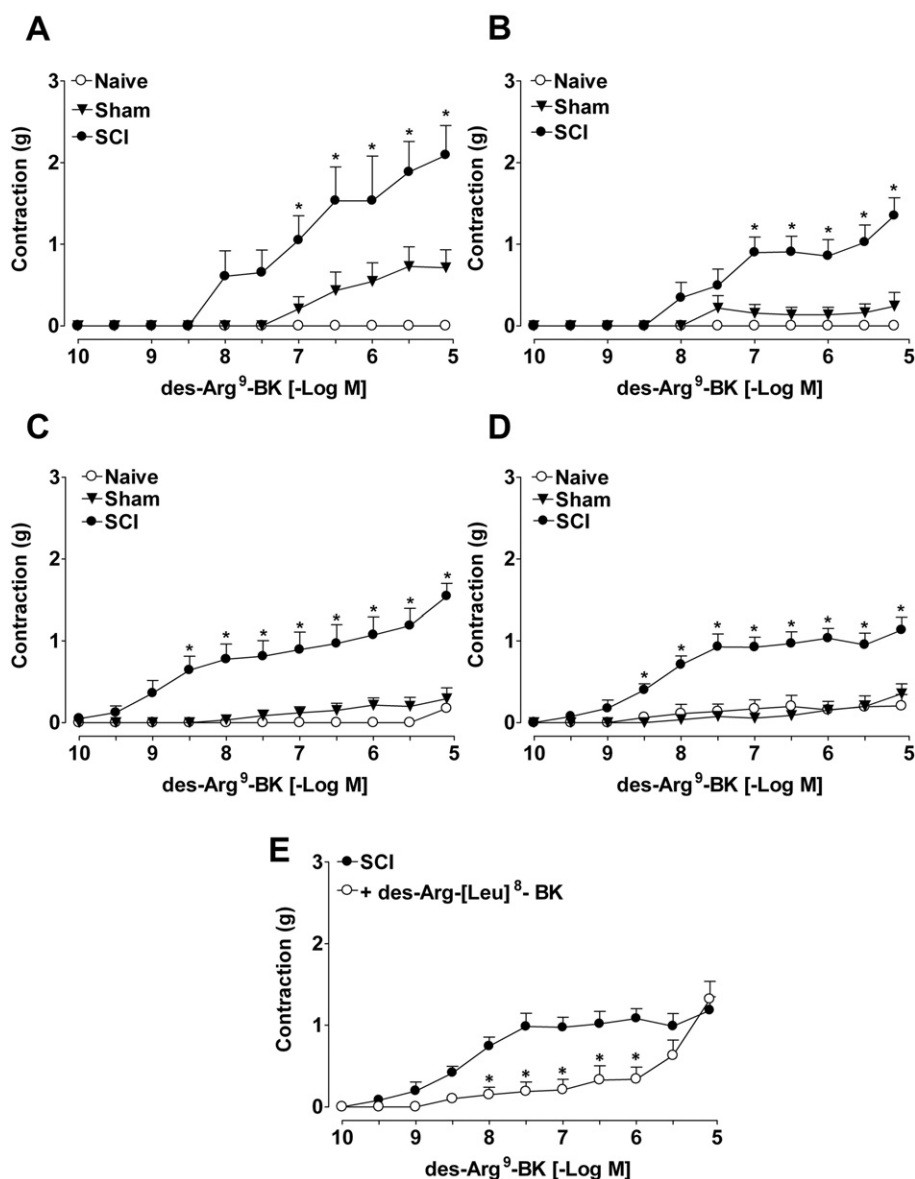 A
3
2
1
0
Contraction (g)
Naive
Sham
SCI
* * * * *
10 9 8 7 6 5
des-Arg⁹-BK [-Log M]
B
3
2
1
0
Contraction (g)
Naive
Sham
SCI
* * * * *
10 9 8 7 6 5
des-Arg⁹-BK [-Log M]
C
3
2
1
0
Contraction (g)
Naive
Sham
SCI
* * * * * * * *
10 9 8 7 6 5
des-Arg⁹-BK [-Log M]
D
3
2
1
0
Contraction (g)
Naive
Sham
SCI
* * * * * * * *
10 9 8 7 6 5
des-Arg⁹-BK [-Log M]
E
3
2
1
0
Contraction (g)
SCI
+ des-Arg-[Leu]⁸- BK
* * * * *
10 9 8 7 6 5
des-Arg⁹-BK [-Log M]